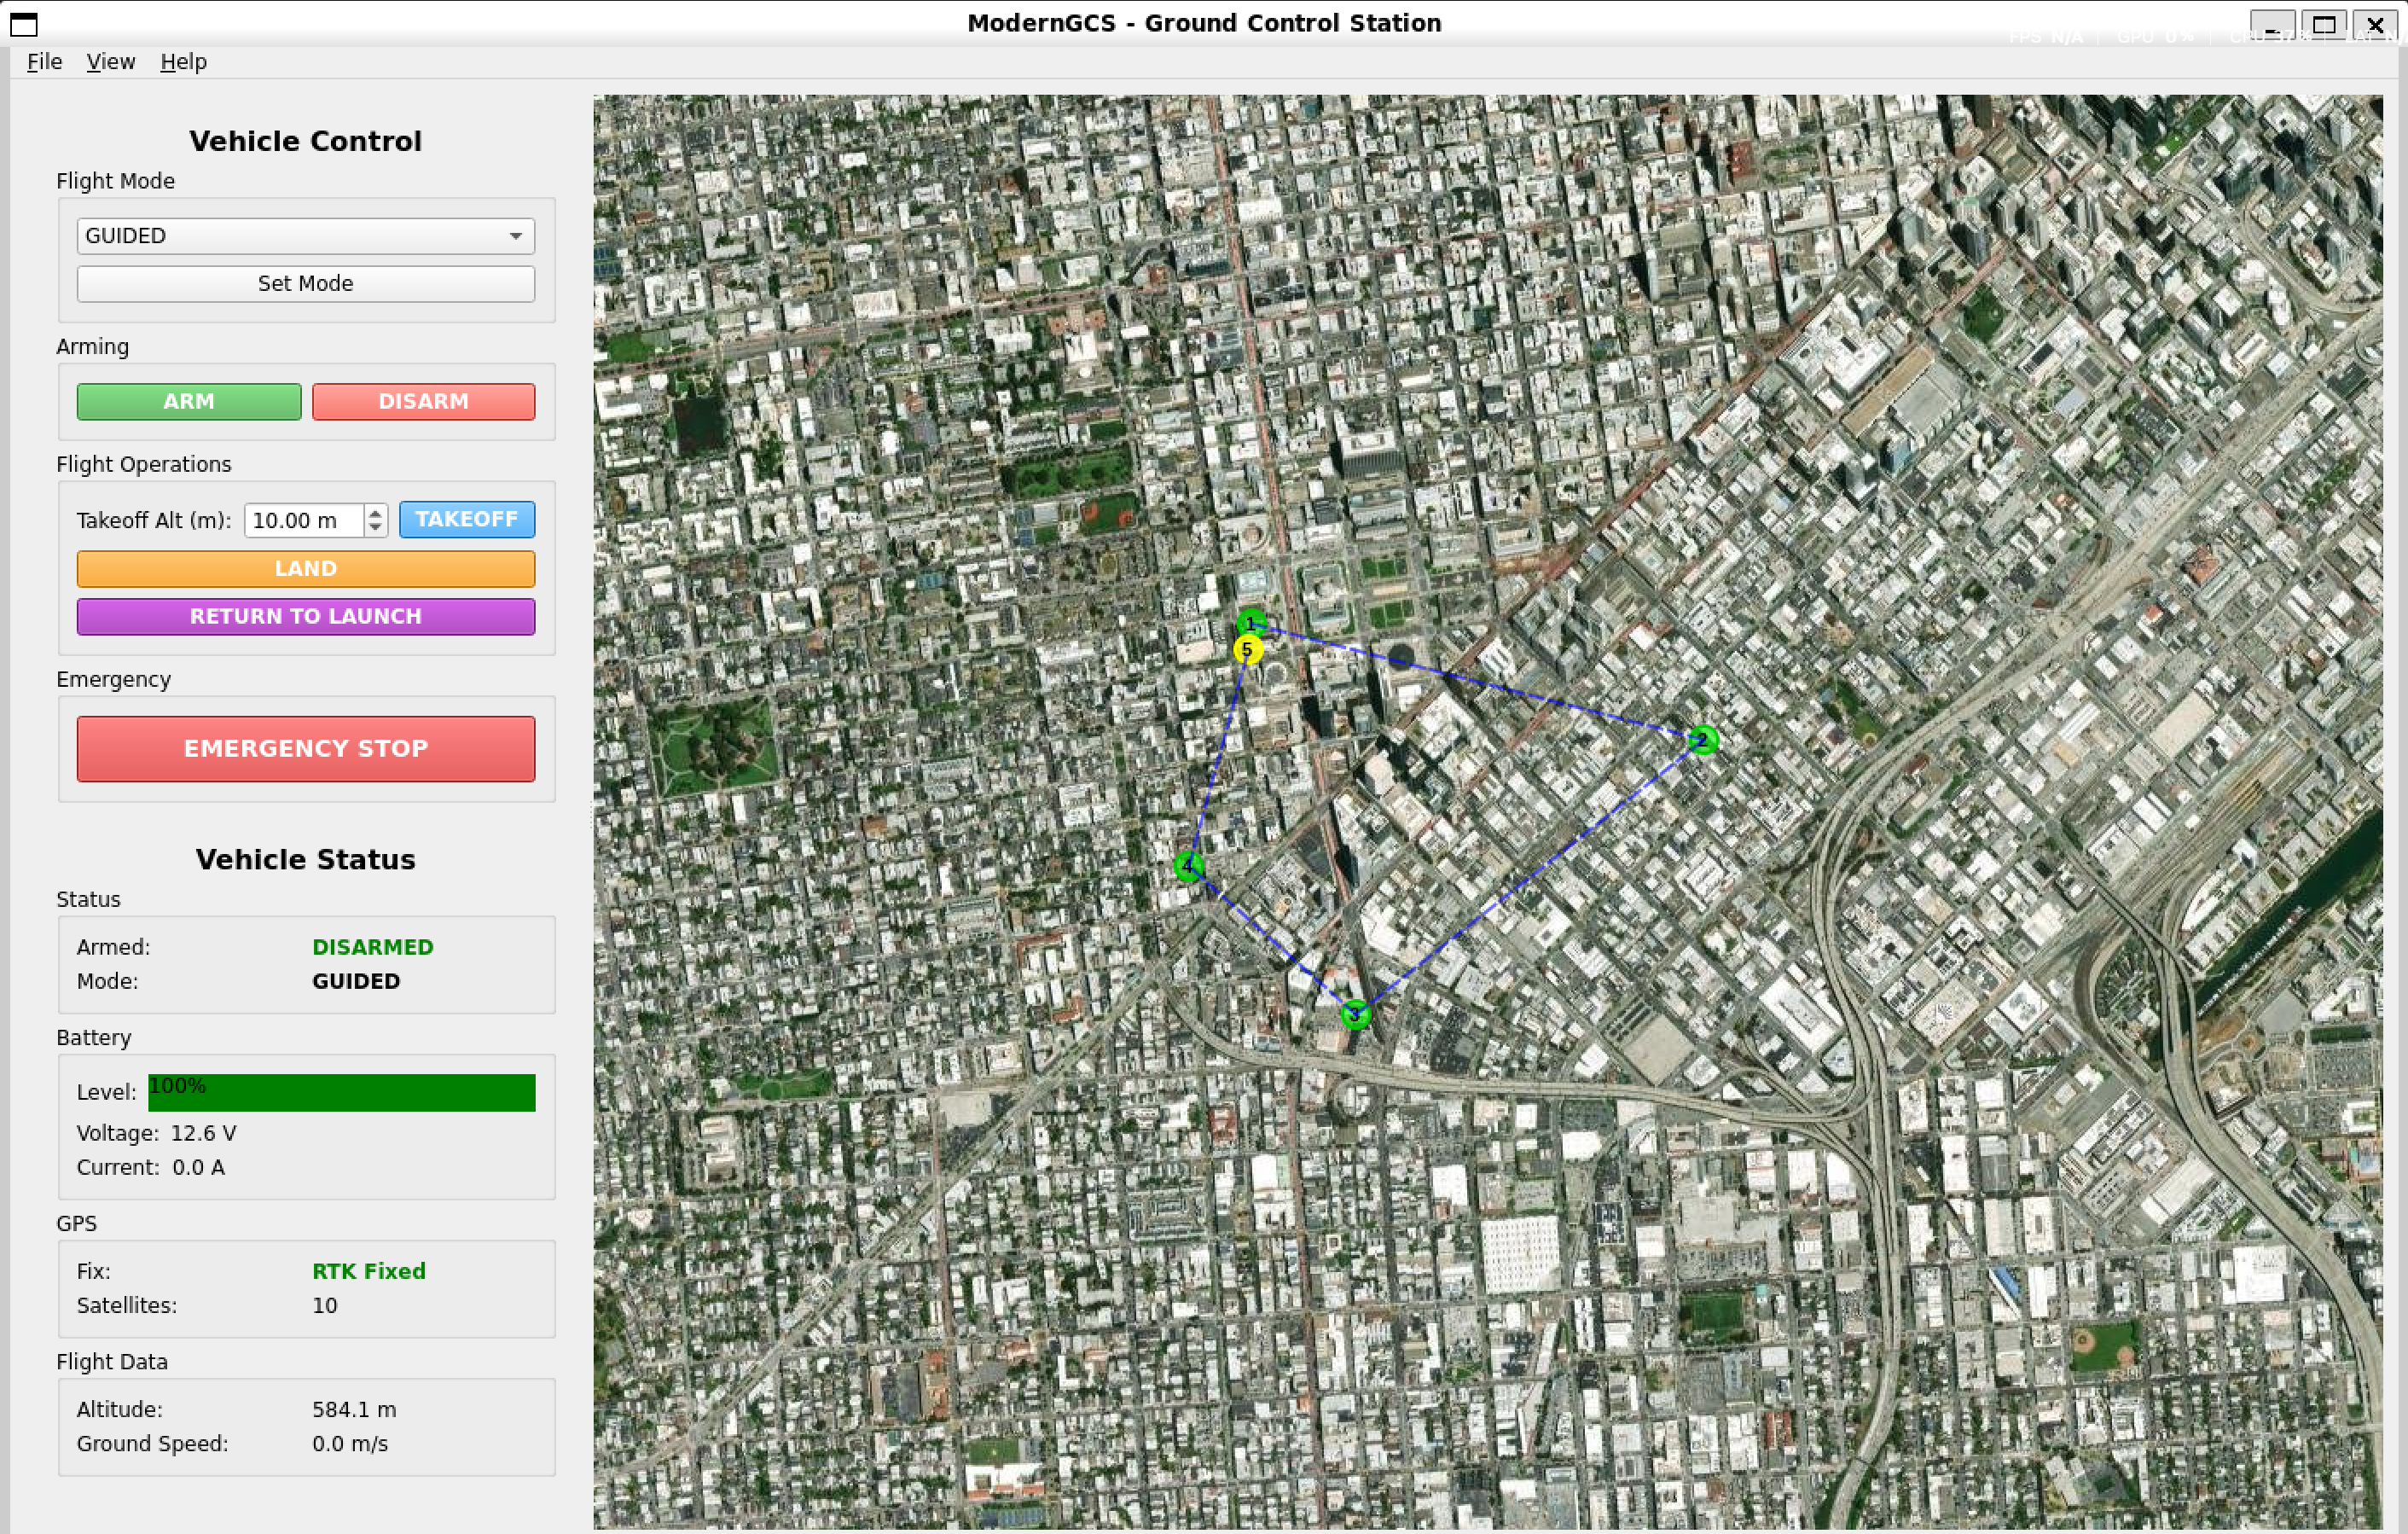 ModernGCS - Ground Control Station
FPS N/A | GPU 0% | CPU 37% | LAT N/
File View Help
Vehicle Control
Flight Mode
GUIDED
Set Mode
Arming
ARM DISARM
Flight Operations
Takeoff Alt (m): 10.00 m TAKEOFF
LAND
RETURN TO LAUNCH
Emergency
EMERGENCY STOP
Vehicle Status
Status
Armed: DISARMED
Mode: GUIDED
Battery
Level: 100%
Voltage: 12.6 V
Current: 0.0 A
GPS
Fix: RTK Fixed
Satellites: 10
Flight Data
Altitude: 584.1 m
Ground Speed: 0.0 m/s
1
5
2
4
3